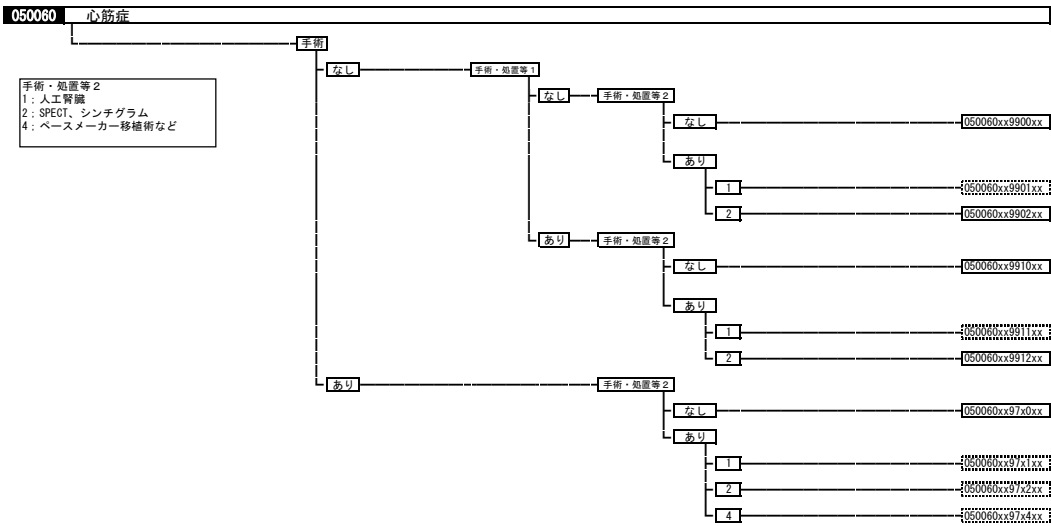 050060 心筋症
手術
なし 手術・処置等1
手術・処置等2
1:人工腎臓
2:SPECT、シンチグラム
4:ペースメーカー移植術など
なし 手術・処置等2
なし 050060xx9900xx
あり
1 050060xx9901xx
2 050060xx9902xx
あり 手術・処置等2
なし 050060xx9910xx
あり
1 050060xx9911xx
2 050060xx9912xx
あり 手術・処置等2
なし 050060xx97x0xx
あり
1 050060xx97x1xx
2 050060xx97x2xx
4 050060xx97x4xx